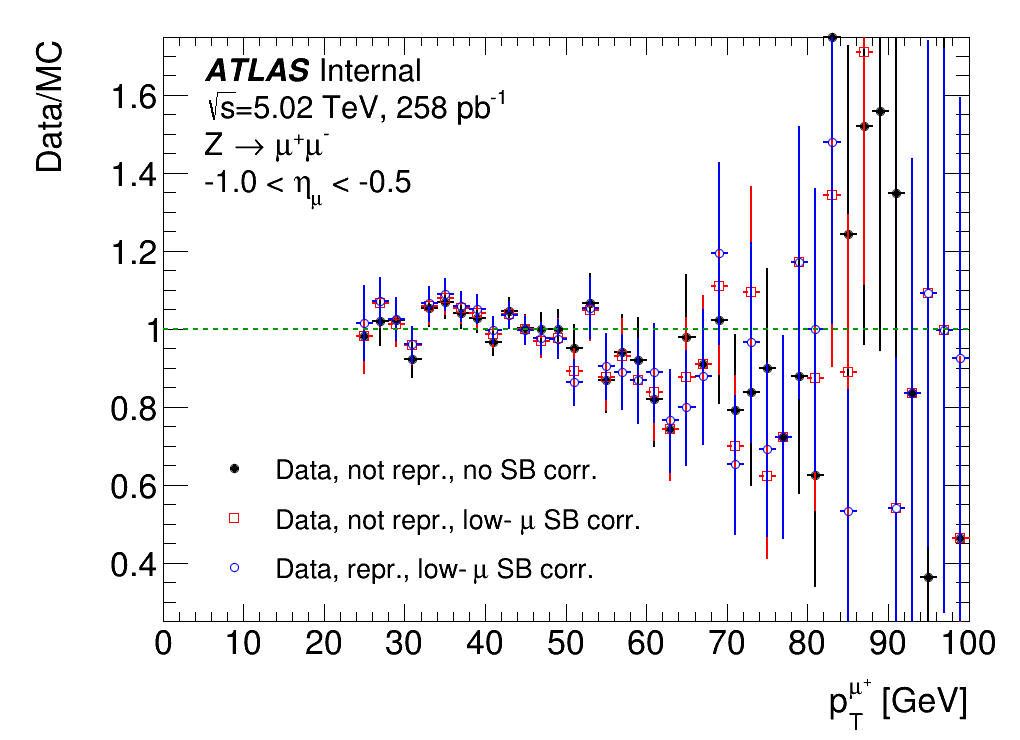 Data/MC
ATLAS Internal
√s=5.02 TeV, 258 pb⁻¹
Z → μ⁺μ⁻
-1.0 < η_μ < -0.5
1.6
1.4
1.2
1
0.8
0.6
0.4
Data, not repr., no SB corr.
Data, not repr., low- μ SB corr.
Data, repr., low- μ SB corr.
0 10 20 30 40 50 60 70 80 90 100
p_T^μ⁺ [GeV]